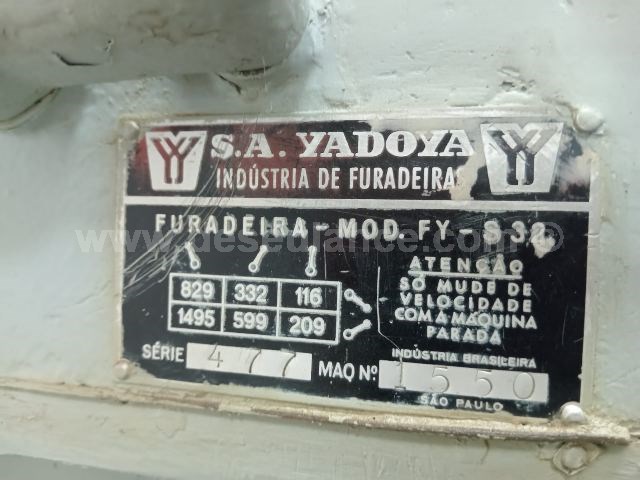 S.A. YADOYA
INDÚSTRIA DE FURADEIRAS
FURADEIRA - MOD. FY - S 32
www.desedrance.com®
829 332 116
1495 599 209
ATENÇÃO
SÓ MUDE DE
VELOCIDADE
COM A MÁQUINA
PARADA
SÉRIE 477 MAQ Nº 1550
INDÚSTRIA BRASILEIRA
SÃO PAULO